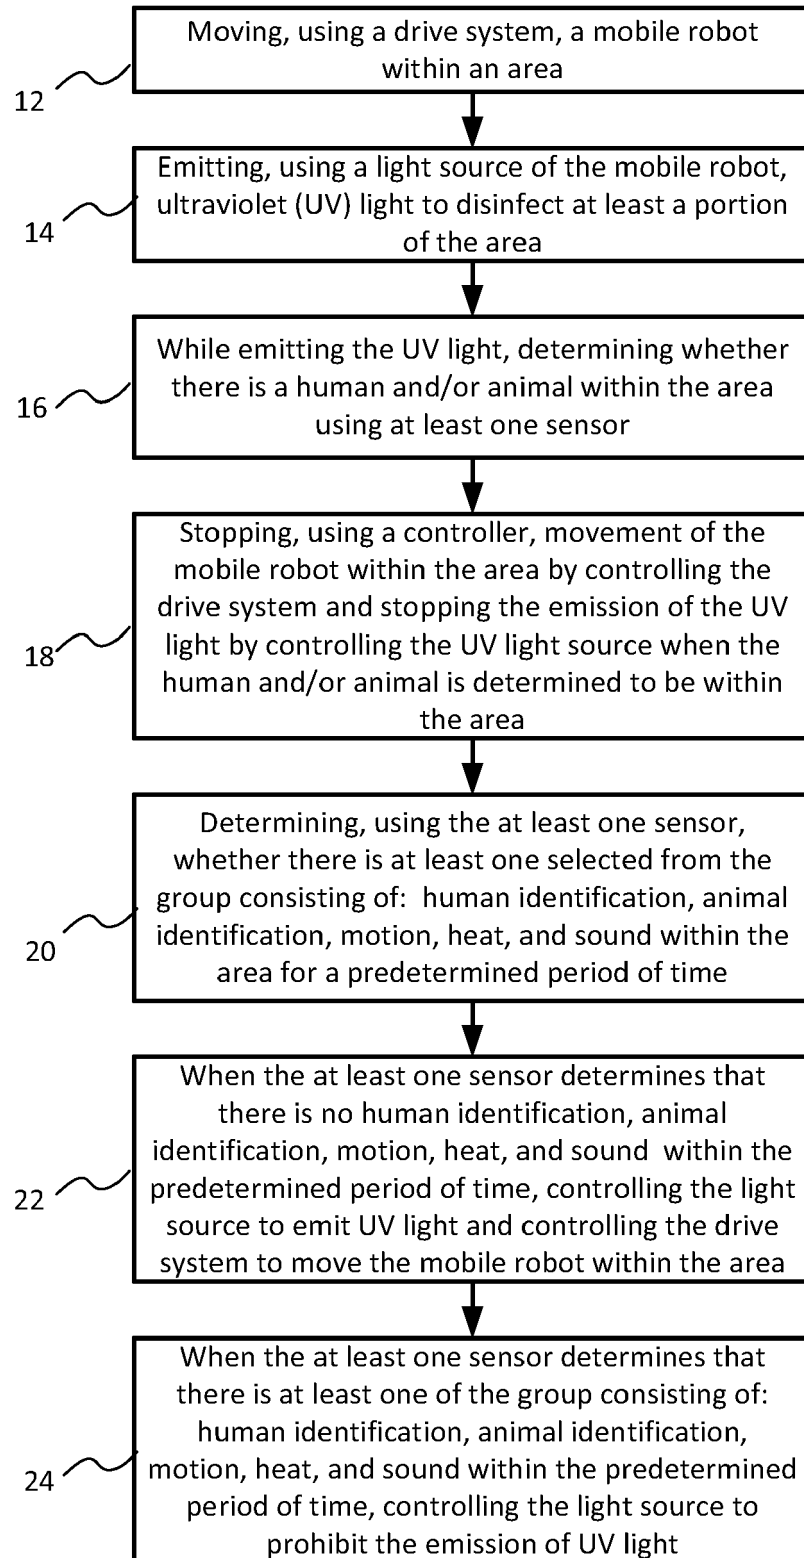 Moving, using a drive system, a mobile robot
within an area
12
Emitting, using a light source of the mobile robot,
ultraviolet (UV) light to disinfect at least a portion
of the area
14
While emitting the UV light, determining whether
there is a human and/or animal within the area
using at least one sensor
16
Stopping, using a controller, movement of the
mobile robot within the area by controlling the
drive system and stopping the emission of the UV
light by controlling the UV light source when the
human and/or animal is determined to be within
the area
18
Determining, using the at least one sensor,
whether there is at least one selected from the
group consisting of:  human identification, animal
identification, motion, heat, and sound within the
area for a predetermined period of time
20
When the at least one sensor determines that
there is no human identification, animal
identification, motion, heat, and sound  within the
predetermined period of time, controlling the light
source to emit UV light and controlling the drive
system to move the mobile robot within the area
22
When the at least one sensor determines that
there is at least one of the group consisting of:
human identification, animal identification,
motion, heat, and sound within the predetermined
period of time, controlling the light source to
prohibit the emission of UV light
24